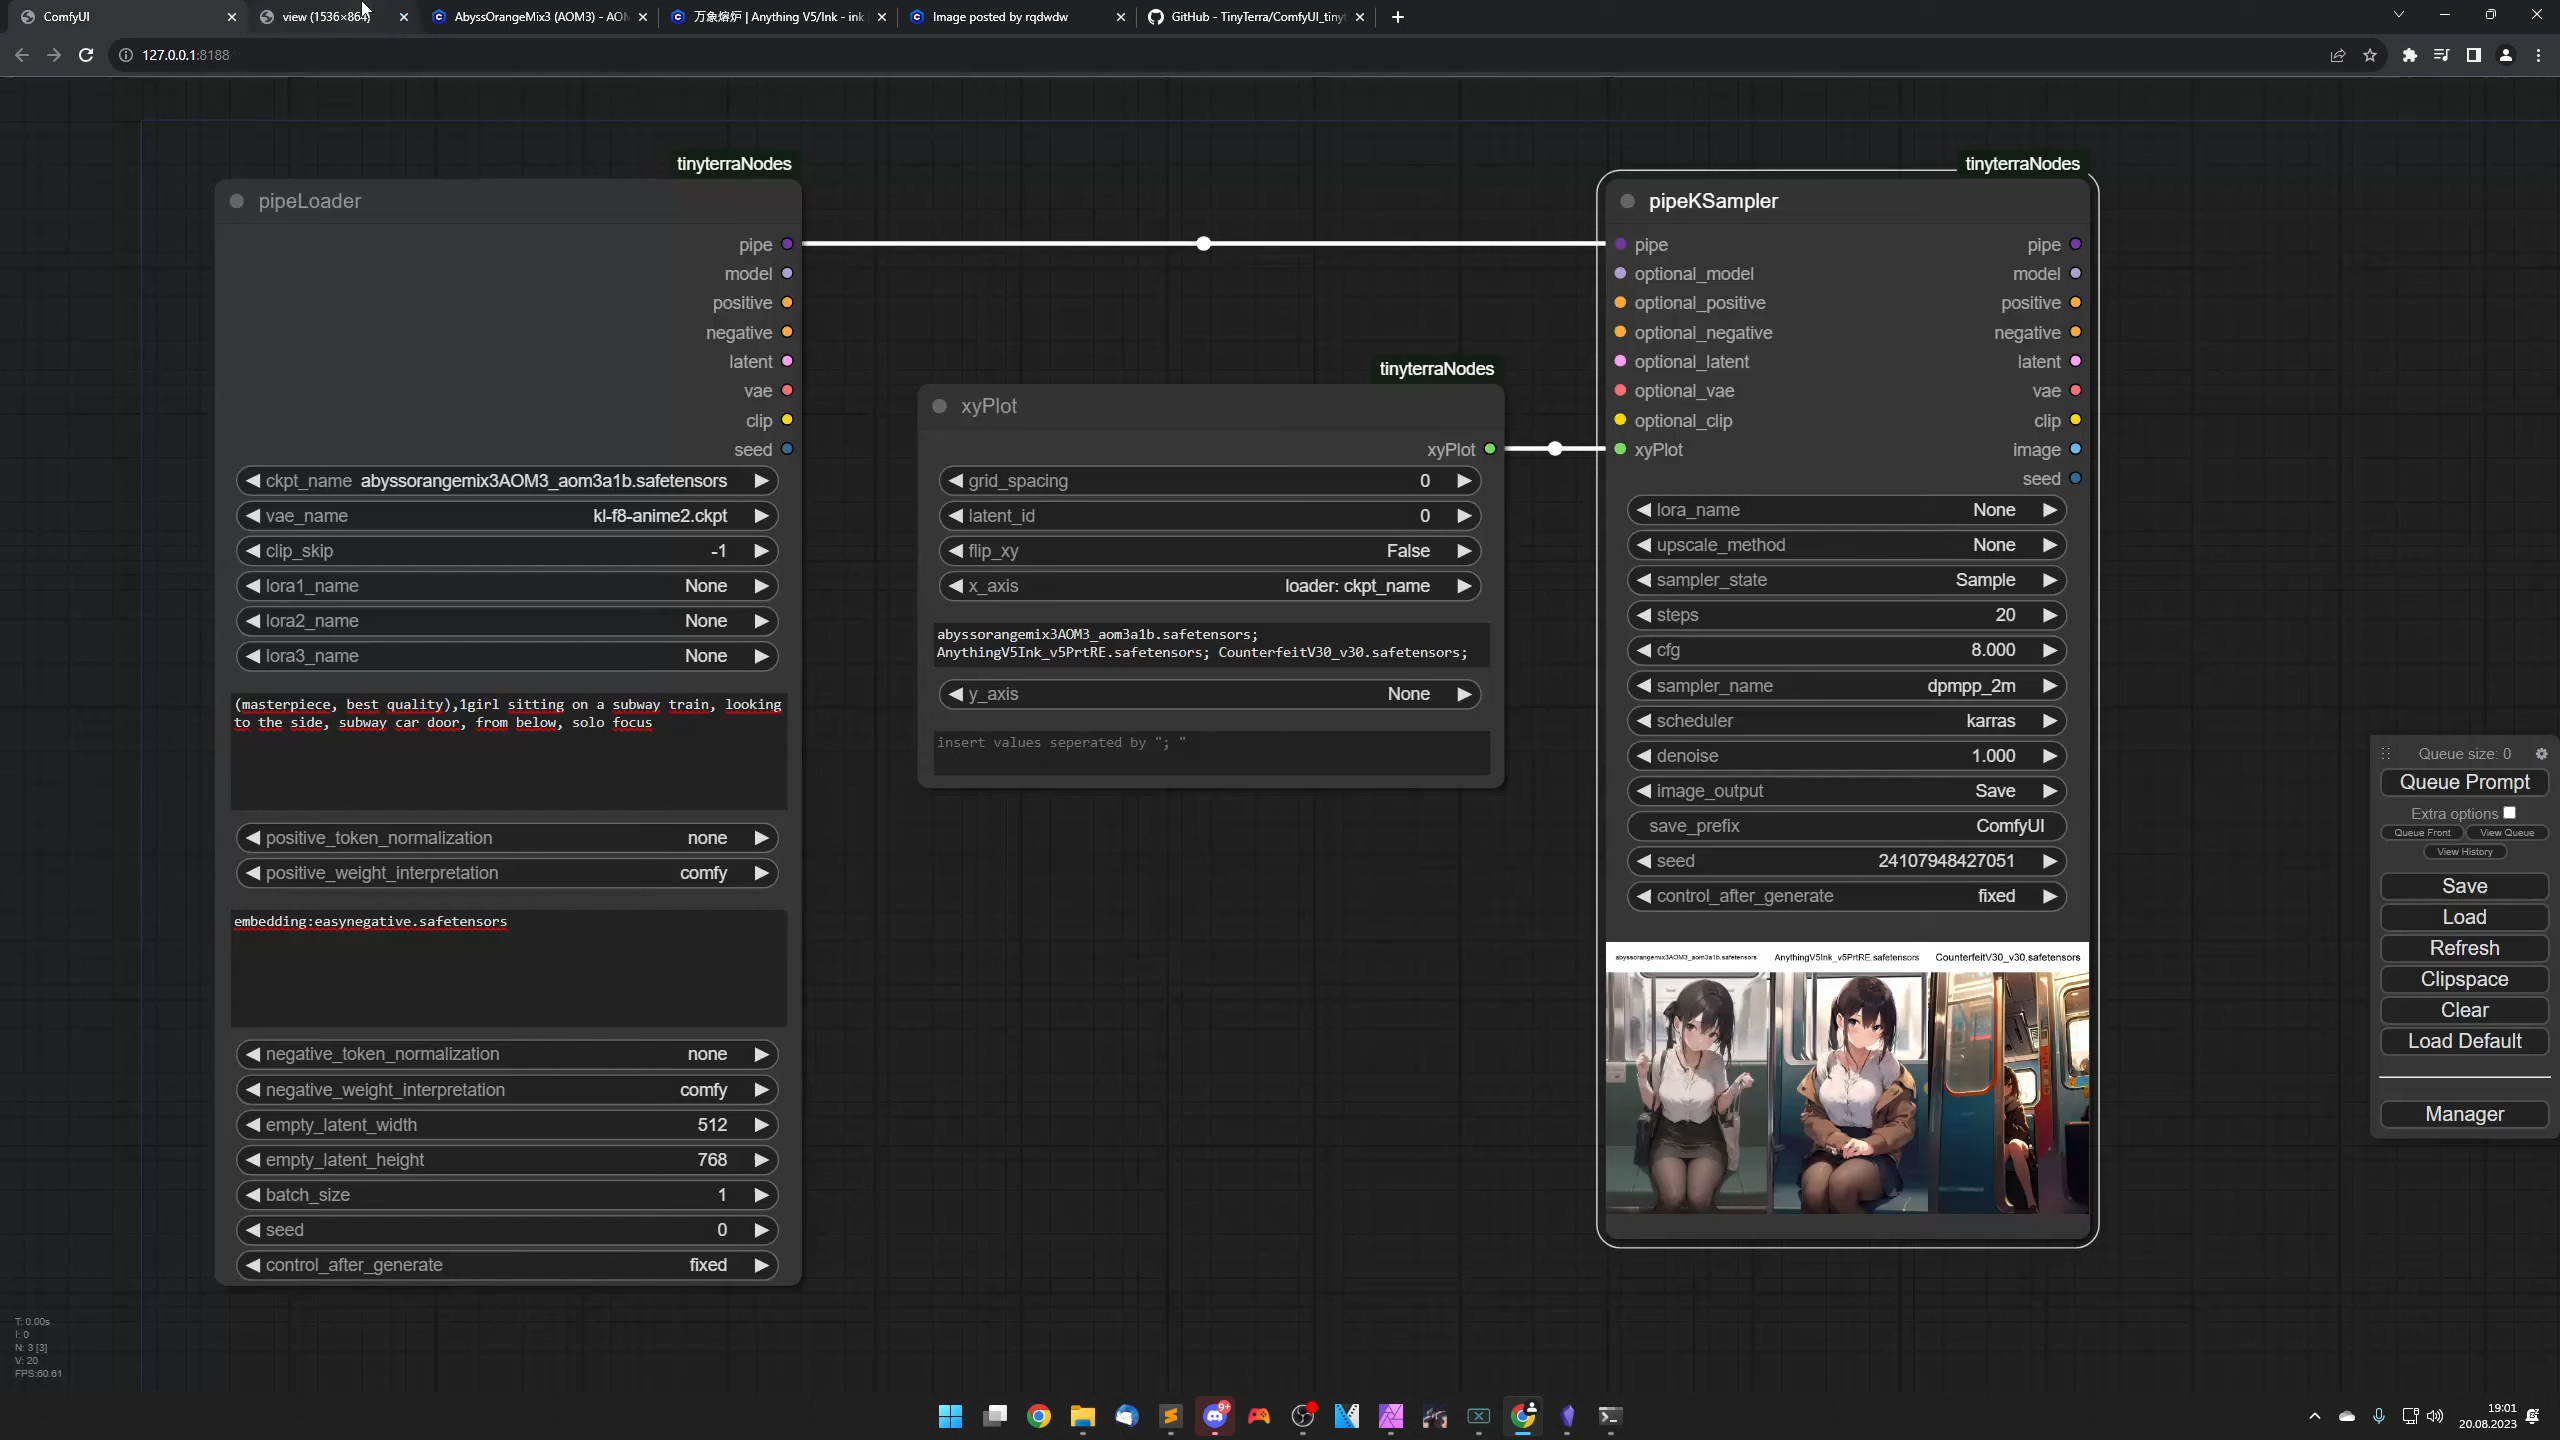 ComfyUI
view (1536×864)
AbyssOrangeMix3 (AOM3) - AOM
万象熔炉 | Anything V5/Ink - ink
Image posted by rqdwdw
GitHub - TinyTerra/ComfyUI_tinyt
127.0.0.1:8188
tinyterraNodes
pipeLoader
pipe
model
positive
negative
latent
vae
clip
seed
ckpt_name abyssorangemix3AOM3_aom3a1b.safetensors
vae_name kl-f8-anime2.ckpt
clip_skip -1
lora1_name None
lora2_name None
lora3_name None
(masterpiece, best quality),1girl sitting on a subway train, looking
to the side, subway car door, from below, solo focus
positive_token_normalization none
positive_weight_interpretation comfy
embedding:easynegative.safetensors
negative_token_normalization none
negative_weight_interpretation comfy
empty_latent_width 512
empty_latent_height 768
batch_size 1
seed 0
control_after_generate fixed
tinyterraNodes
xyPlot
xyPlot
grid_spacing 0
latent_id 0
flip_xy False
x_axis loader: ckpt_name
abyssorangemix3AOM3_aom3a1b.safetensors;
AnythingV5Ink_v5PrtRE.safetensors; CounterfeitV30_v30.safetensors;
y_axis None
insert values seperated by "; "
tinyterraNodes
pipeKSampler
pipe pipe
optional_model model
optional_positive positive
optional_negative negative
optional_latent latent
optional_vae vae
optional_clip clip
xyPlot image
seed
lora_name None
upscale_method None
sampler_state Sample
steps 20
cfg 8.000
sampler_name dpmpp_2m
scheduler karras
denoise 1.000
image_output Save
save_prefix ComfyUI
seed 24107948427051
control_after_generate fixed
abyssorangemix3AOM3_aom3a1b.safetensors AnythingV5Ink_v5PrtRE.safetensors CounterfeitV30_v30.safetensors
Queue size: 0
Queue Prompt
Extra options
Queue Front View Queue
View History
Save
Load
Refresh
Clipspace
Clear
Load Default
Manager
T: 0.00s
I: 0
N: 3 [3]
V: 20
FPS:60.61
9+
19:01
20.08.2023